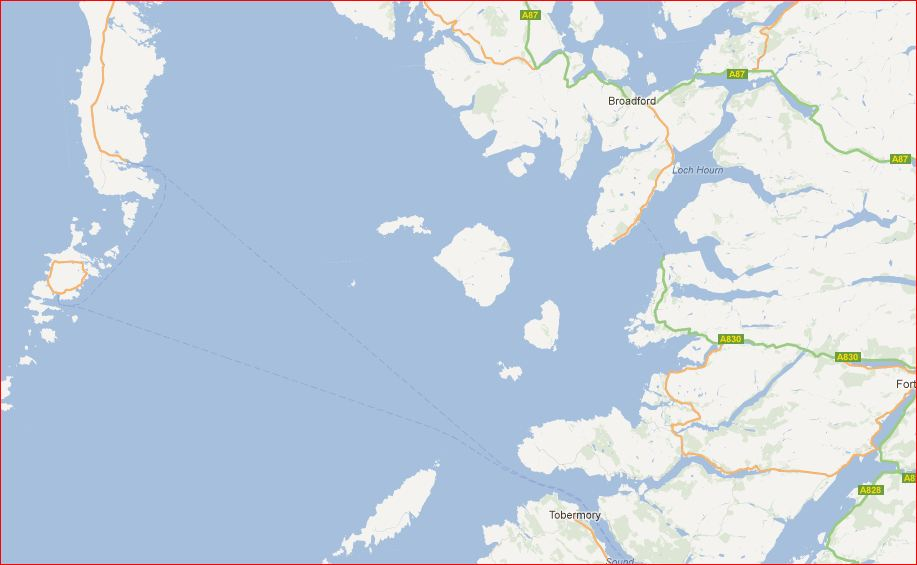 A87
A87
Broadford
A87
Loch Hourn
A830
A830
Fort
A828
Tobermory
Sound